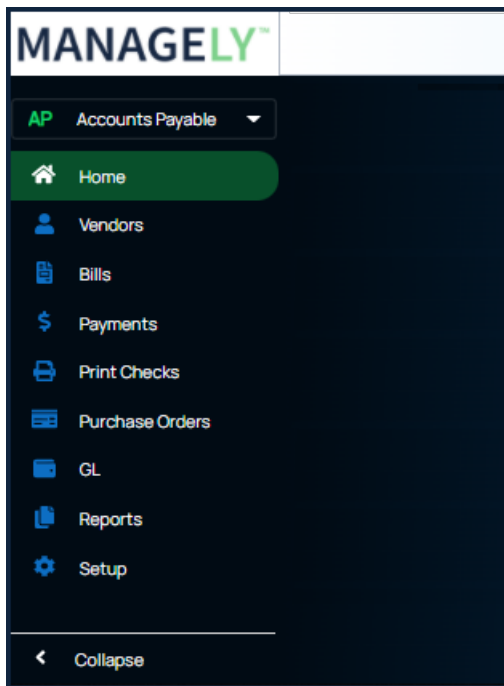 MANAGELY™
AP Accounts Payable
Home
Vendors
Bills
Payments
Print Checks
Purchase Orders
GL
Reports
Setup
Collapse